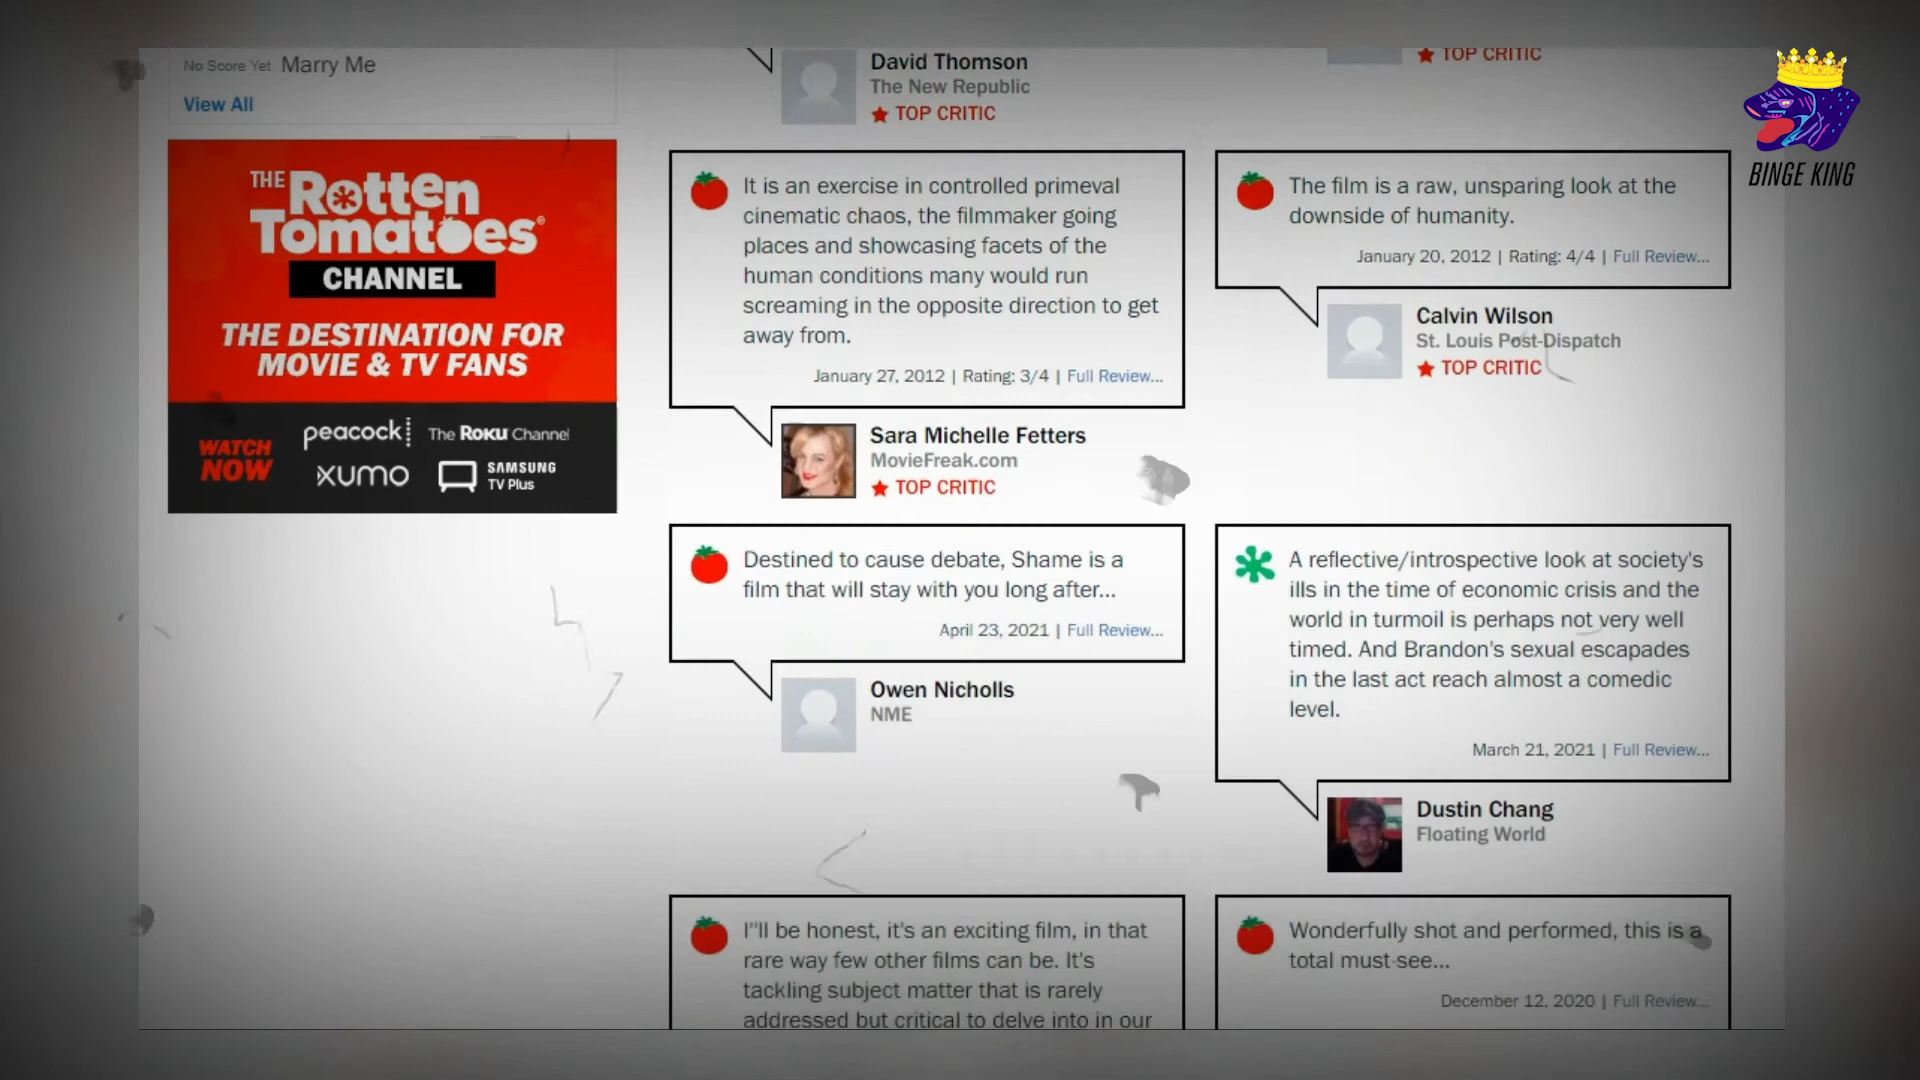 No Score Yet Marry Me
View All
THE Rotten
Tomatoes®
CHANNEL
THE DESTINATION FOR
MOVIE & TV FANS
WATCH
NOW
peacock
The Roku Channel
xumo
SAMSUNG
TV Plus
David Thomson
The New Republic
TOP CRITIC
TOP CRITIC
BINGE KING
It is an exercise in controlled primeval
cinematic chaos, the filmmaker going
places and showcasing facets of the
human conditions many would run
screaming in the opposite direction to get
away from.
January 27, 2012 | Rating: 3/4 | Full Review...
Sara Michelle Fetters
MovieFreak.com
TOP CRITIC
The film is a raw, unsparing look at the
downside of humanity.
January 20, 2012 | Rating: 4/4 | Full Review...
Calvin Wilson
St. Louis Post-Dispatch
TOP CRITIC
Destined to cause debate, Shame is a
film that will stay with you long after...
April 23, 2021 | Full Review...
Owen Nicholls
NME
A reflective/introspective look at society's
ills in the time of economic crisis and the
world in turmoil is perhaps not very well
timed. And Brandon's sexual escapades
in the last act reach almost a comedic
level.
March 21, 2021 | Full Review...
Dustin Chang
Floating World
I"ll be honest, it's an exciting film, in that
rare way few other films can be. It's
tackling subject matter that is rarely
addressed but critical to delve into in our
Wonderfully shot and performed, this is a
total must-see...
December 12, 2020 | Full Review...